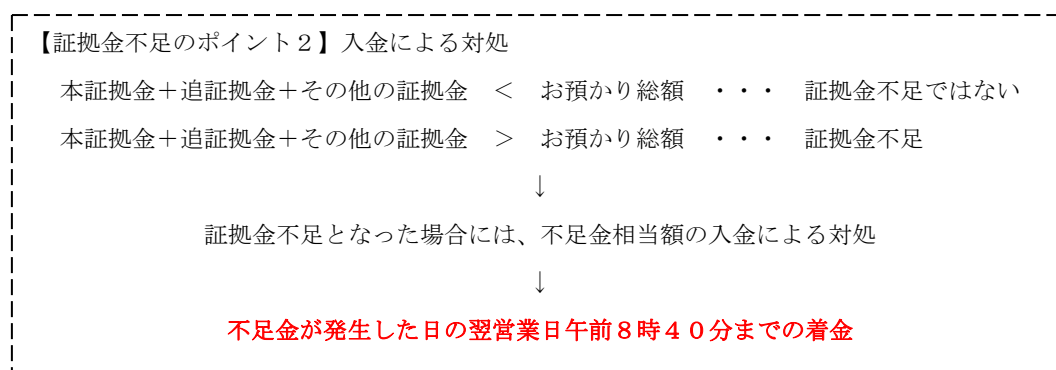 【証拠金不足のポイント２】入金による対処
本証拠金＋追証拠金＋その他の証拠金　＜　お預かり総額　・・・　証拠金不足ではない
本証拠金＋追証拠金＋その他の証拠金　＞　お預かり総額　・・・　証拠金不足
↓
証拠金不足となった場合には、不足金相当額の入金による対処
↓
不足金が発生した日の翌営業日午前８時４０分までの着金